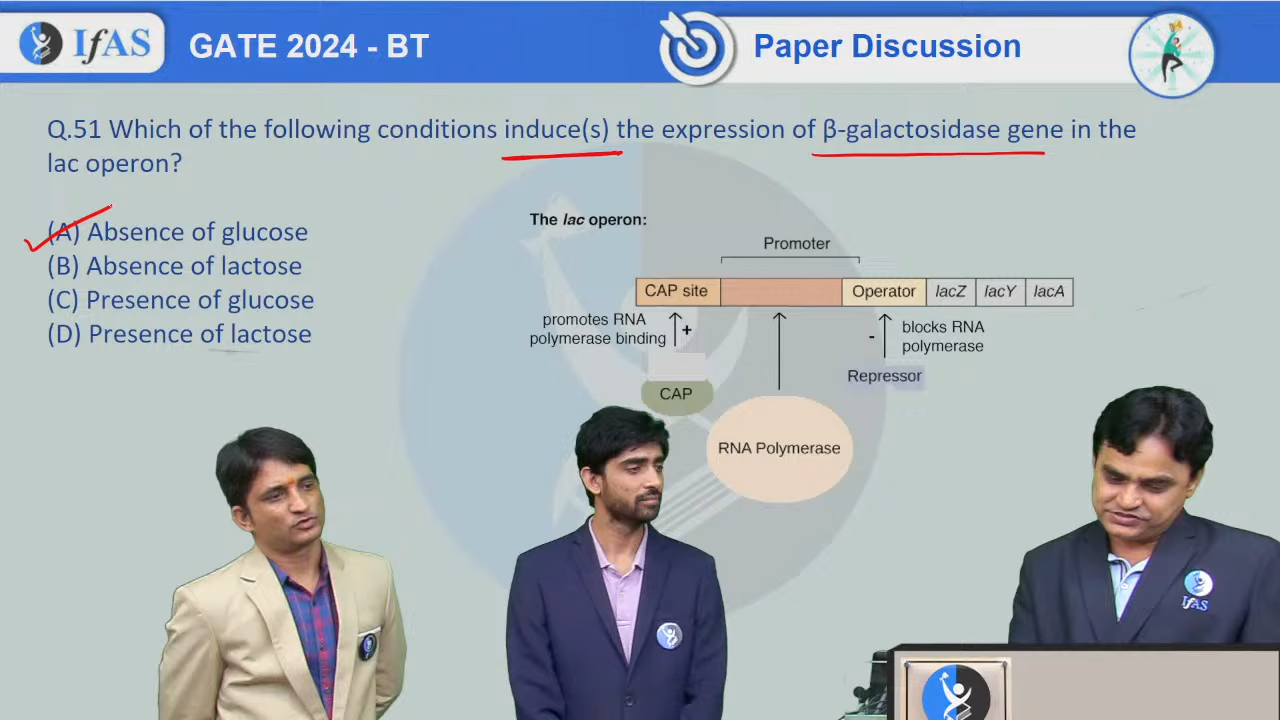 IfAS
GATE 2024 - BT
Paper Discussion
Q.51 Which of the following conditions induce(s) the expression of β-galactosidase gene in the
lac operon?
(A) Absence of glucose
(B) Absence of lactose
(C) Presence of glucose
(D) Presence of lactose
The lac operon:
Promoter
CAP site
Operator
lacZ
lacY
lacA
promotes RNA
polymerase binding
+
-
blocks RNA
polymerase
Repressor
CAP
RNA Polymerase
IfAS